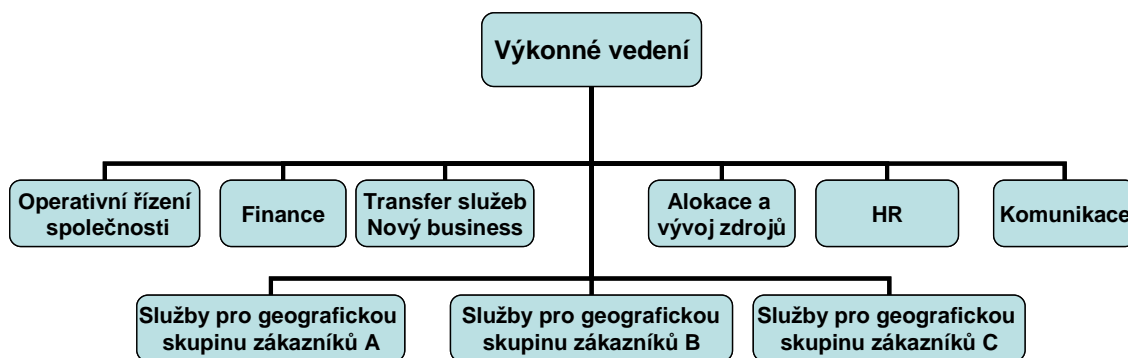 Výkonné vedení
Operativní řízení
společnosti
Finance
Transfer služeb
Nový business
Alokace a
vývoj zdrojů
HR
Komunikace
Služby pro geografickou
skupinu zákazníků A
Služby pro geografickou
skupinu zákazníků B
Služby pro geografickou
skupinu zákazníků C